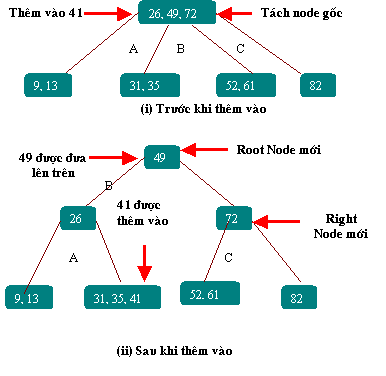 Thêm vào 41
26, 49, 72
Tách node gốc
A
B
C
9, 13
31, 35
52, 61
82
(i) Trước khi thêm vào
49 được đưa
lên trên
49
Root Node mới
B
41 được
thêm vào
26
72
Right
Node mới
A
C
9, 13
31, 35, 41
52, 61
82
(ii) Sau khi thêm vào